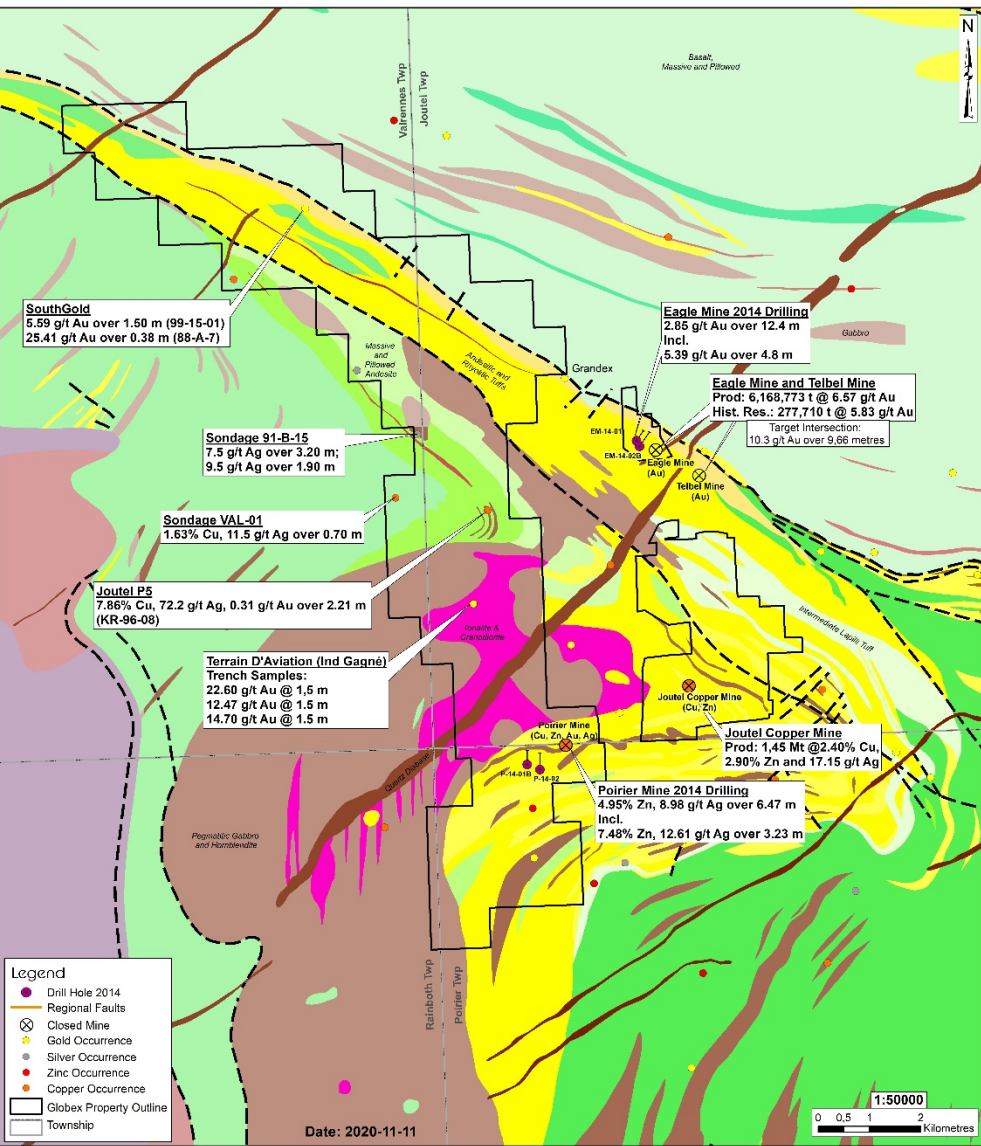 N
Basalt,
Massive and Pillowed
Valrennes Twp
Joutel Twp
SouthGold
5.59 g/t Au over 1.50 m (99-15-01)
25.41 g/t Au over 0.38 m (88-A-7)
Massive
and
Pillowed
Andesite
Andesitic and
Rhyolitic Tuffs
Grandex
Gabbro
Eagle Mine 2014 Drilling
2.85 g/t Au over 12.4 m
Incl.
5.39 g/t Au over 4.8 m
Eagle Mine and Telbel Mine
Prod: 6,168,773 t @ 6.57 g/t Au
Hist. Res.: 277,710 t @ 5.83 g/t Au
Target Intersection:
10.3 g/t Au over 9,66 metres
EM-14-01
EM-14-02B
Eagle Mine
(Au)
Telbel Mine
(Au)
Sondage 91-B-15
7.5 g/t Ag over 3.20 m;
9.5 g/t Ag over 1.90 m
Sondage VAL-01
1.63% Cu, 11.5 g/t Ag over 0.70 m
Joutel P5
7.86% Cu, 72.2 g/t Ag, 0.31 g/t Au over 2.21 m
(KR-96-08)
Tonalite &
Granodiorite
Intermediate Lapilli Tuff
Terrain D'Aviation (Ind Gagné)
Trench Samples:
22.60 g/t Au @ 1,5 m
12.47 g/t Au @ 1.5 m
14.70 g/t Au @ 1.5 m
Joutel Copper Mine
(Cu, Zn)
Poirier Mine
(Cu, Zn, Au, Ag)
Joutel Copper Mine
Prod: 1,45 Mt @2.40% Cu,
2.90% Zn and 17.15 g/t Ag
P-14-01B
P-14-02
Quartz Diabase
Poirier Mine 2014 Drilling
4.95% Zn, 8.98 g/t Ag over 6.47 m
Incl.
7.48% Zn, 12.61 g/t Ag over 3.23 m
Pegmatitic Gabbro
and Hornblendite
Rainboth Twp
Poirier Twp
Legend
Drill Hole 2014
Regional Faults
Closed Mine
Gold Occurrence
Silver Occurrence
Zinc Occurrence
Copper Occurrence
Globex Property Outline
Township
Date: 2020-11-11
1:50000
0 0,5 1 2
Kilometres